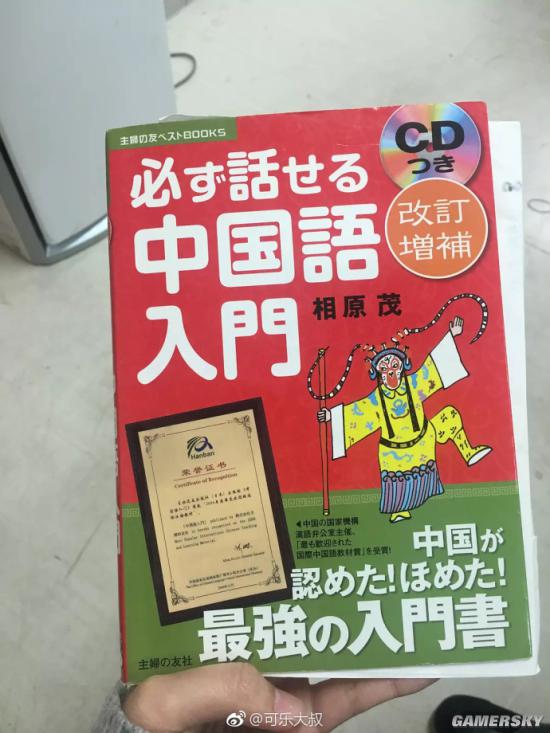 主婦の友ベストBOOKS
CD
つき
必ず話せる
中国語
入門
改訂
増補
相原 茂
Hanban
荣誉证书
Certificate of Recognition
◀中国の国家機構
漢語弁公室主催、
「最も歓迎された
国際中国語教材賞」を受賞!
中国が
認めた!ほめた!
最強の入門書
主婦の友社
@可乐大叔
GAMERSKY